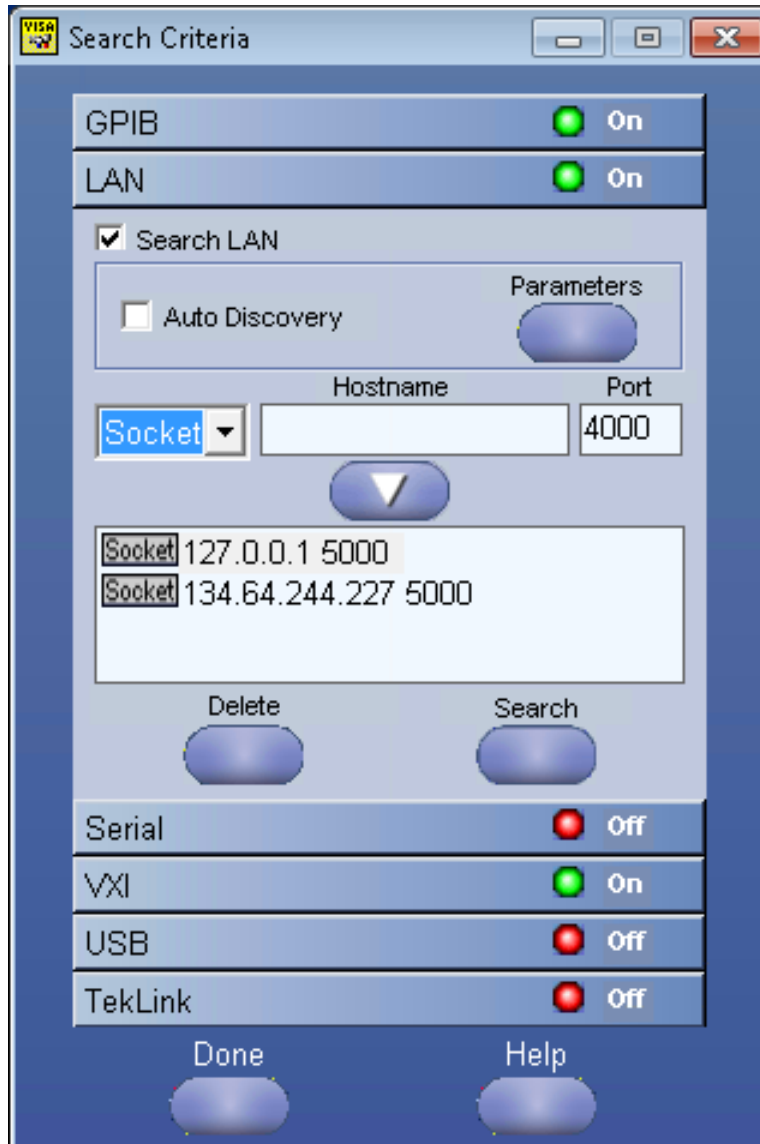 VISA Search Criteria
GPIB On
LAN On
Search LAN
Auto Discovery Parameters
Hostname Port
Socket 4000
Socket 127.0.0.1 5000
Socket 134.64.244.227 5000
Delete Search
Serial Off
VXI On
USB Off
TekLink Off
Done Help